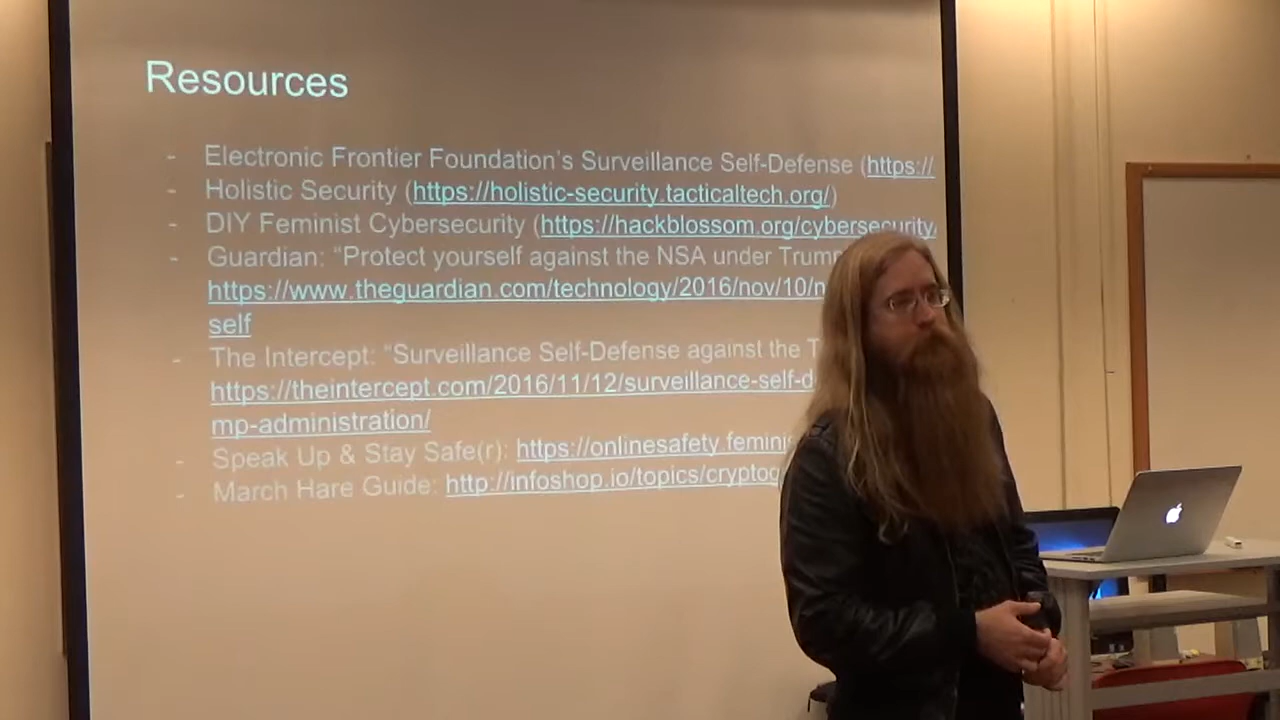 Resources
- Electronic Frontier Foundation's Surveillance Self-Defense (https://
- Holistic Security (https://holistic-security.tacticaltech.org/)
- DIY Feminist Cybersecurity (https://hackblossom.org/cybersecurity/
- Guardian: "Protect yourself against the NSA under Trump
https://www.theguardian.com/technology/2016/nov/10/n
self
- The Intercept: "Surveillance Self-Defense against the T
https://theintercept.com/2016/11/12/surveillance-self-d
mp-administration/
- Speak Up & Stay Safe(r): https://onlinesafety.feminis
- March Hare Guide: http://infoshop.io/topics/cryptog